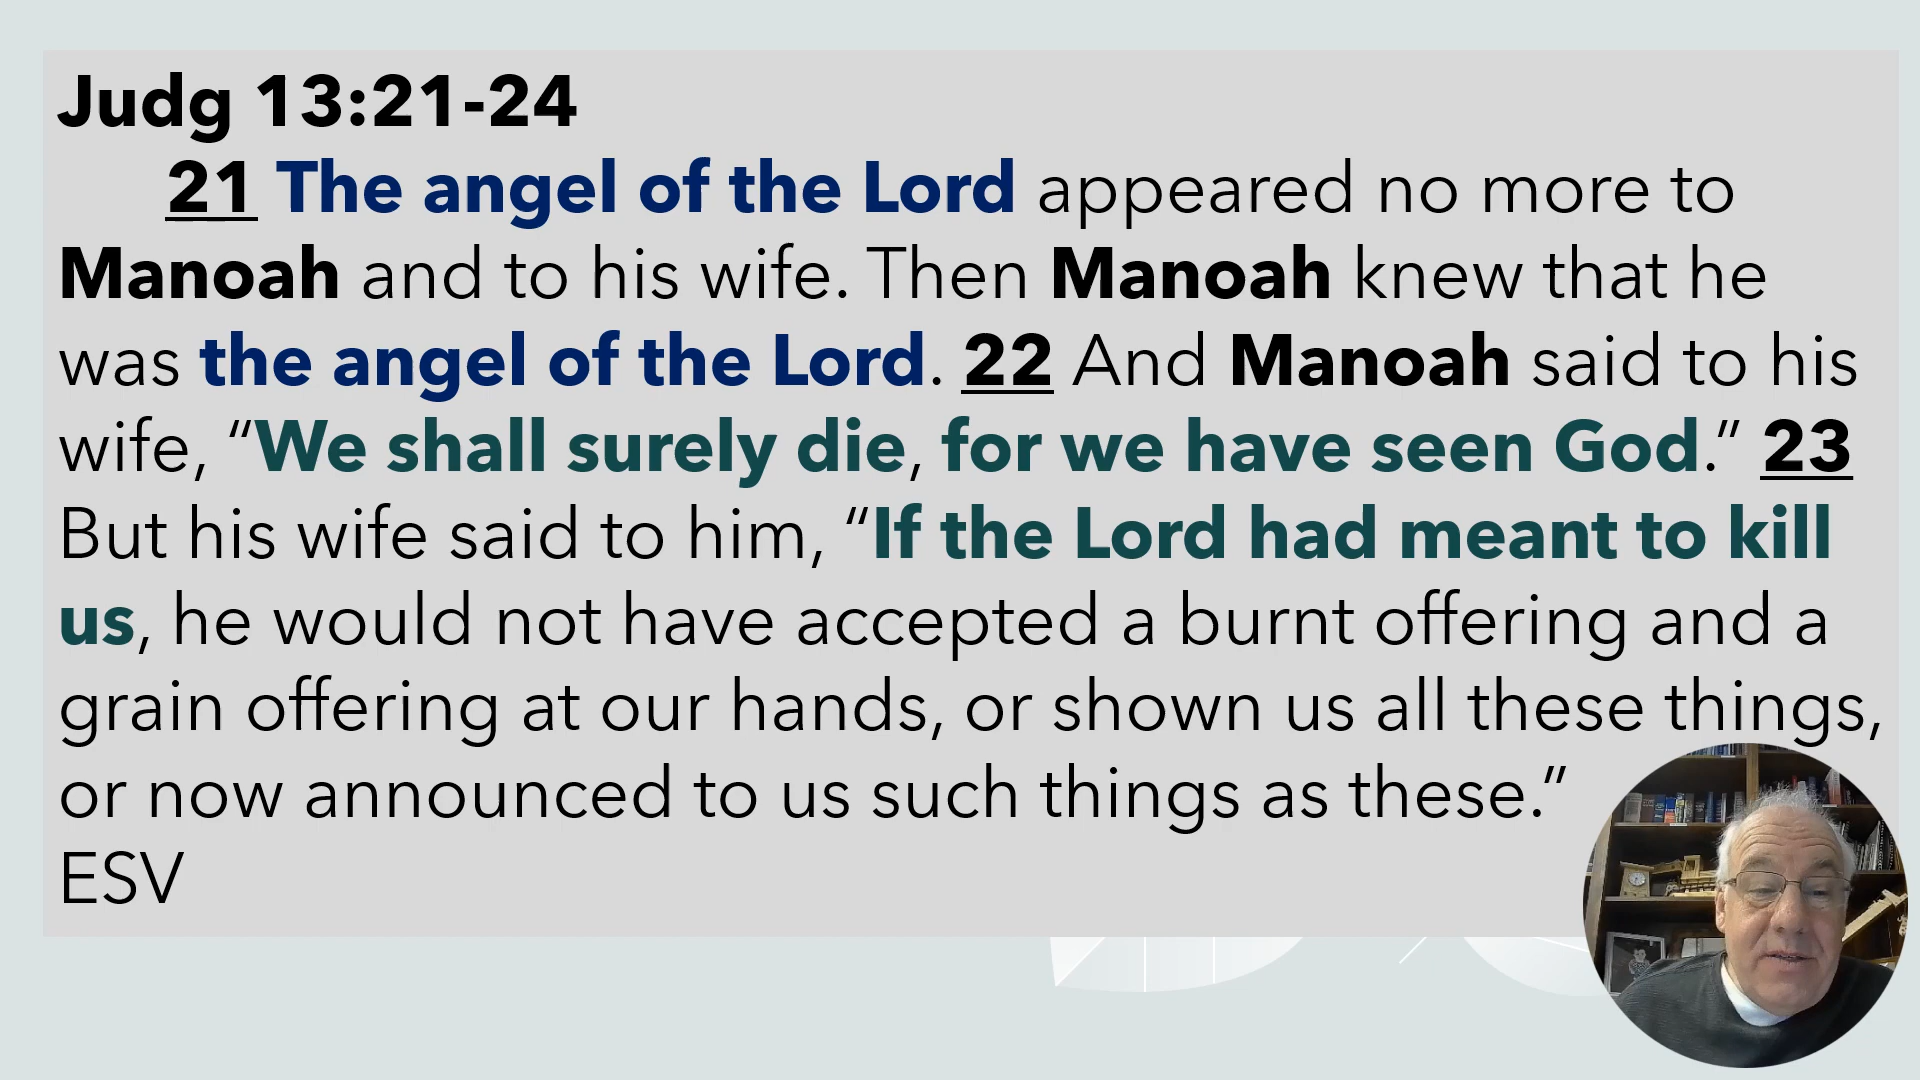 Judg 13:21-24
21 The angel of the Lord appeared no more to
Manoah and to his wife. Then Manoah knew that he
was the angel of the Lord. 22 And Manoah said to his
wife, “We shall surely die, for we have seen God.” 23
But his wife said to him, “If the Lord had meant to kill
us, he would not have accepted a burnt offering and a
grain offering at our hands, or shown us all these things,
or now announced to us such things as these.”
ESV